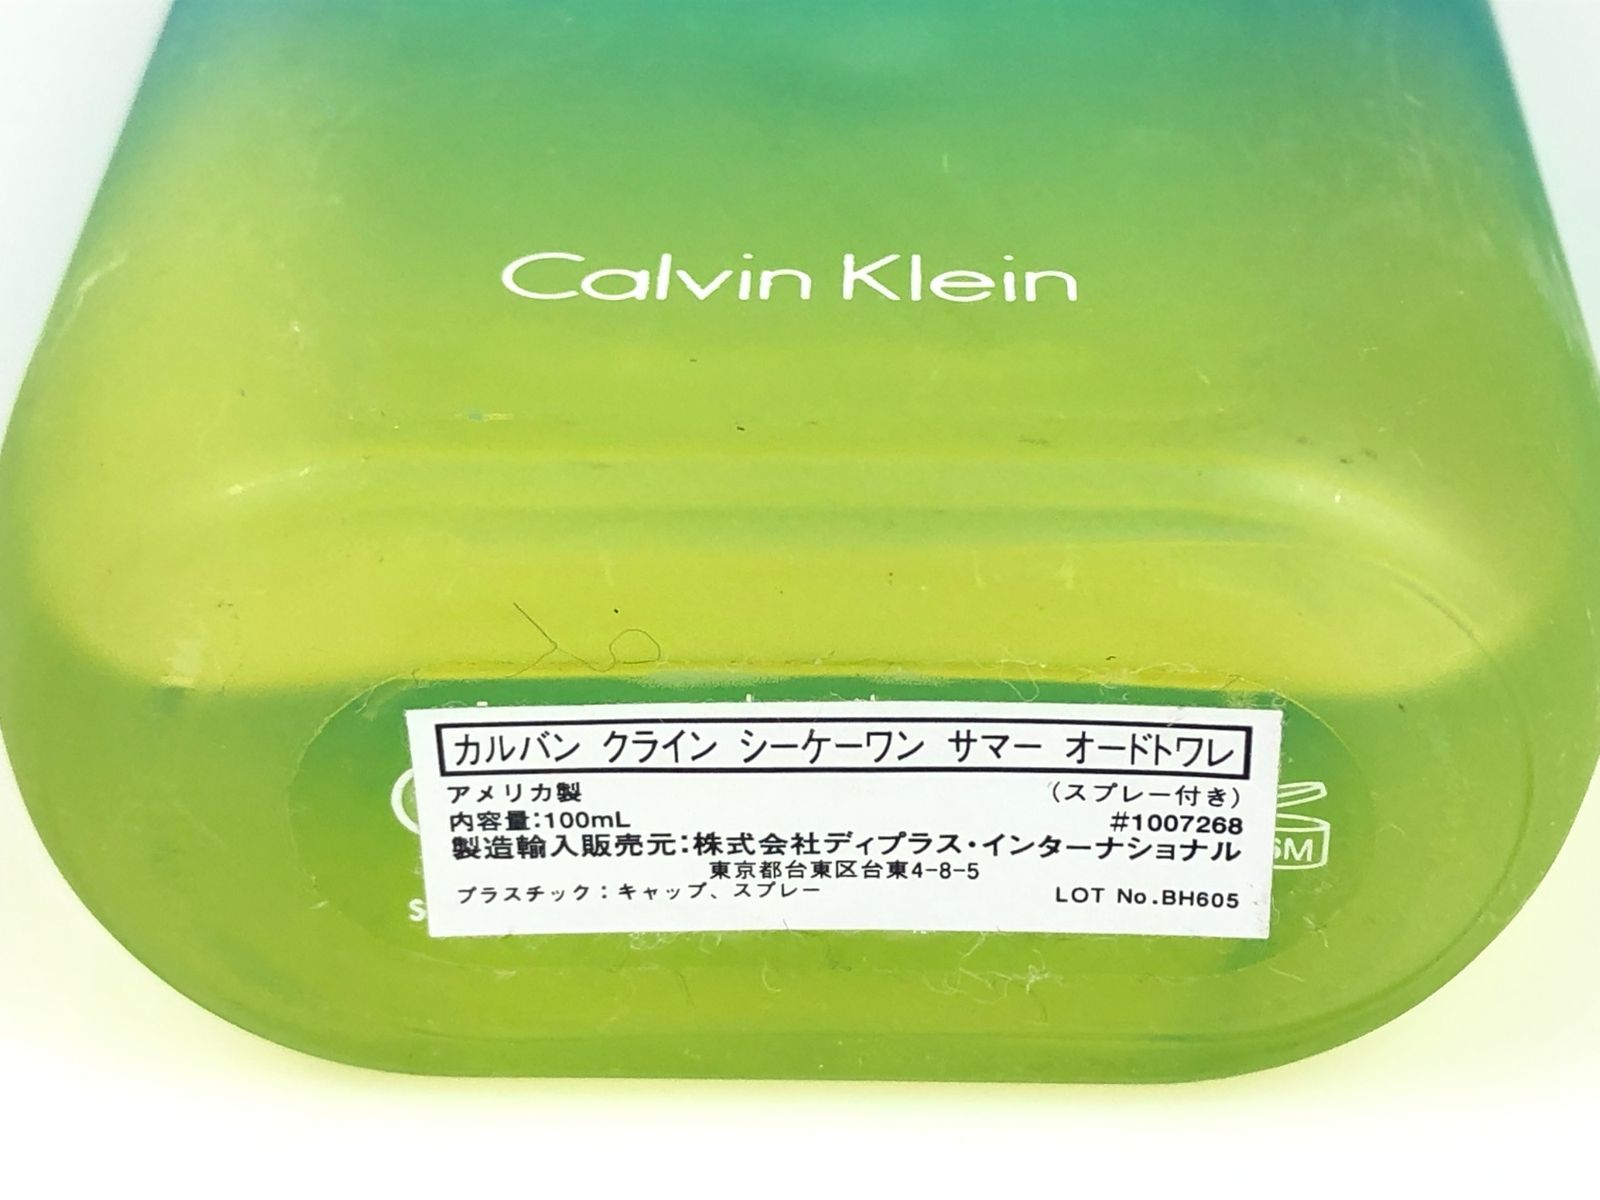 Calvin Klein
カルバン クライン シーケーワン サマー オードトワレ
アメリカ製 (スプレー付き)
内容量:100mL #1007268
製造輸入販売元:株式会社ディプラス・インターナショナル
東京都台東区台東4-8-5
プラスチック:キャップ、スプレー LOT No.BH605